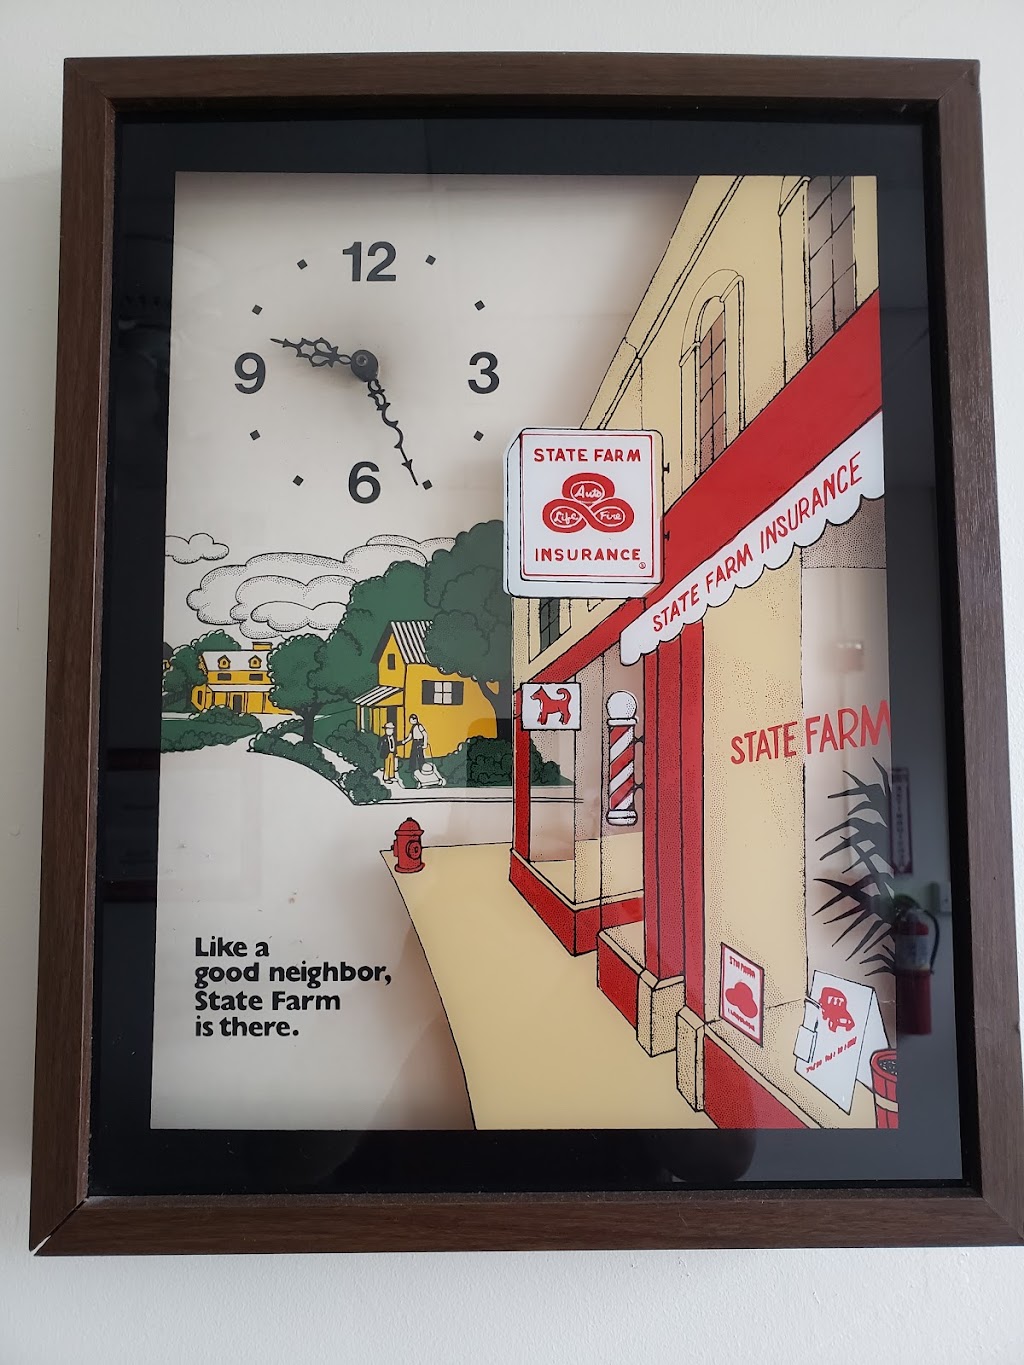 12
9
3
6
STATE FARM
Auto
Life Fire
INSURANCE
STATE FARM INSURANCE
STATE FARM
Like a
good neighbor,
State Farm
is there.